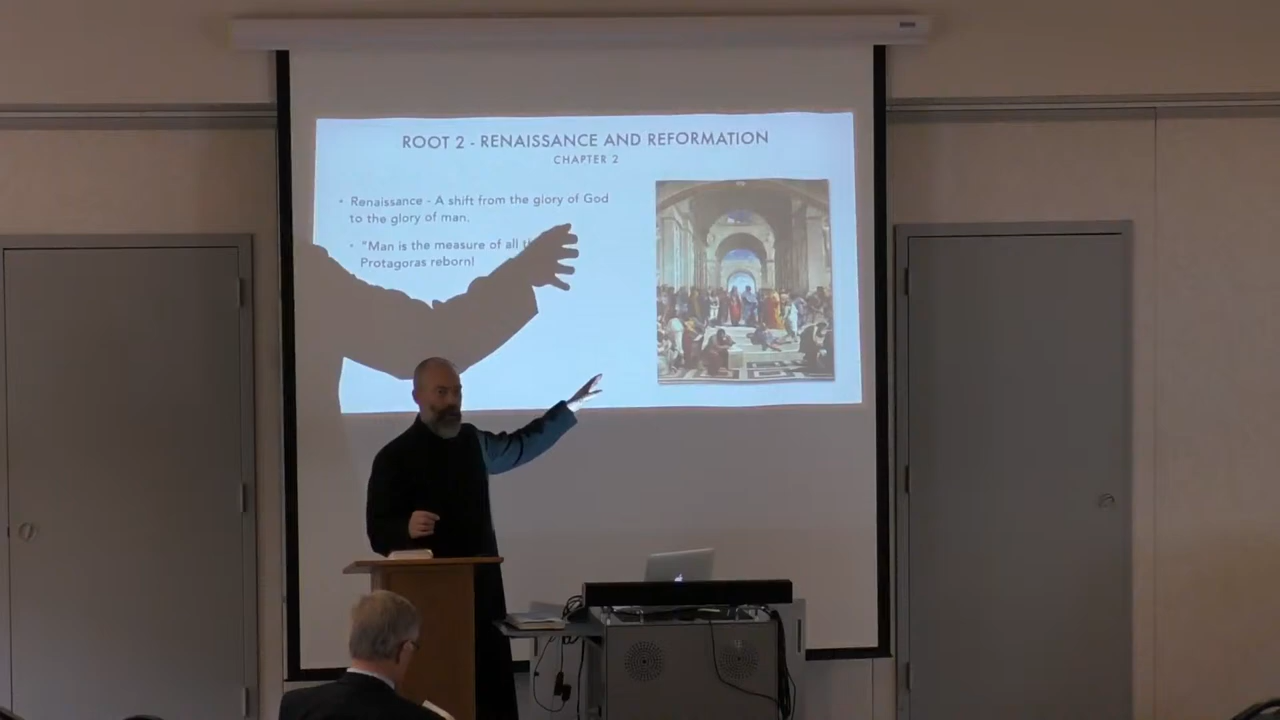 ROOT 2 - RENAISSANCE AND REFORMATION
CHAPTER 2
• Renaissance - A shift from the glory of God
to the glory of man.
• "Man is the measure of all
Protagoras reborn!